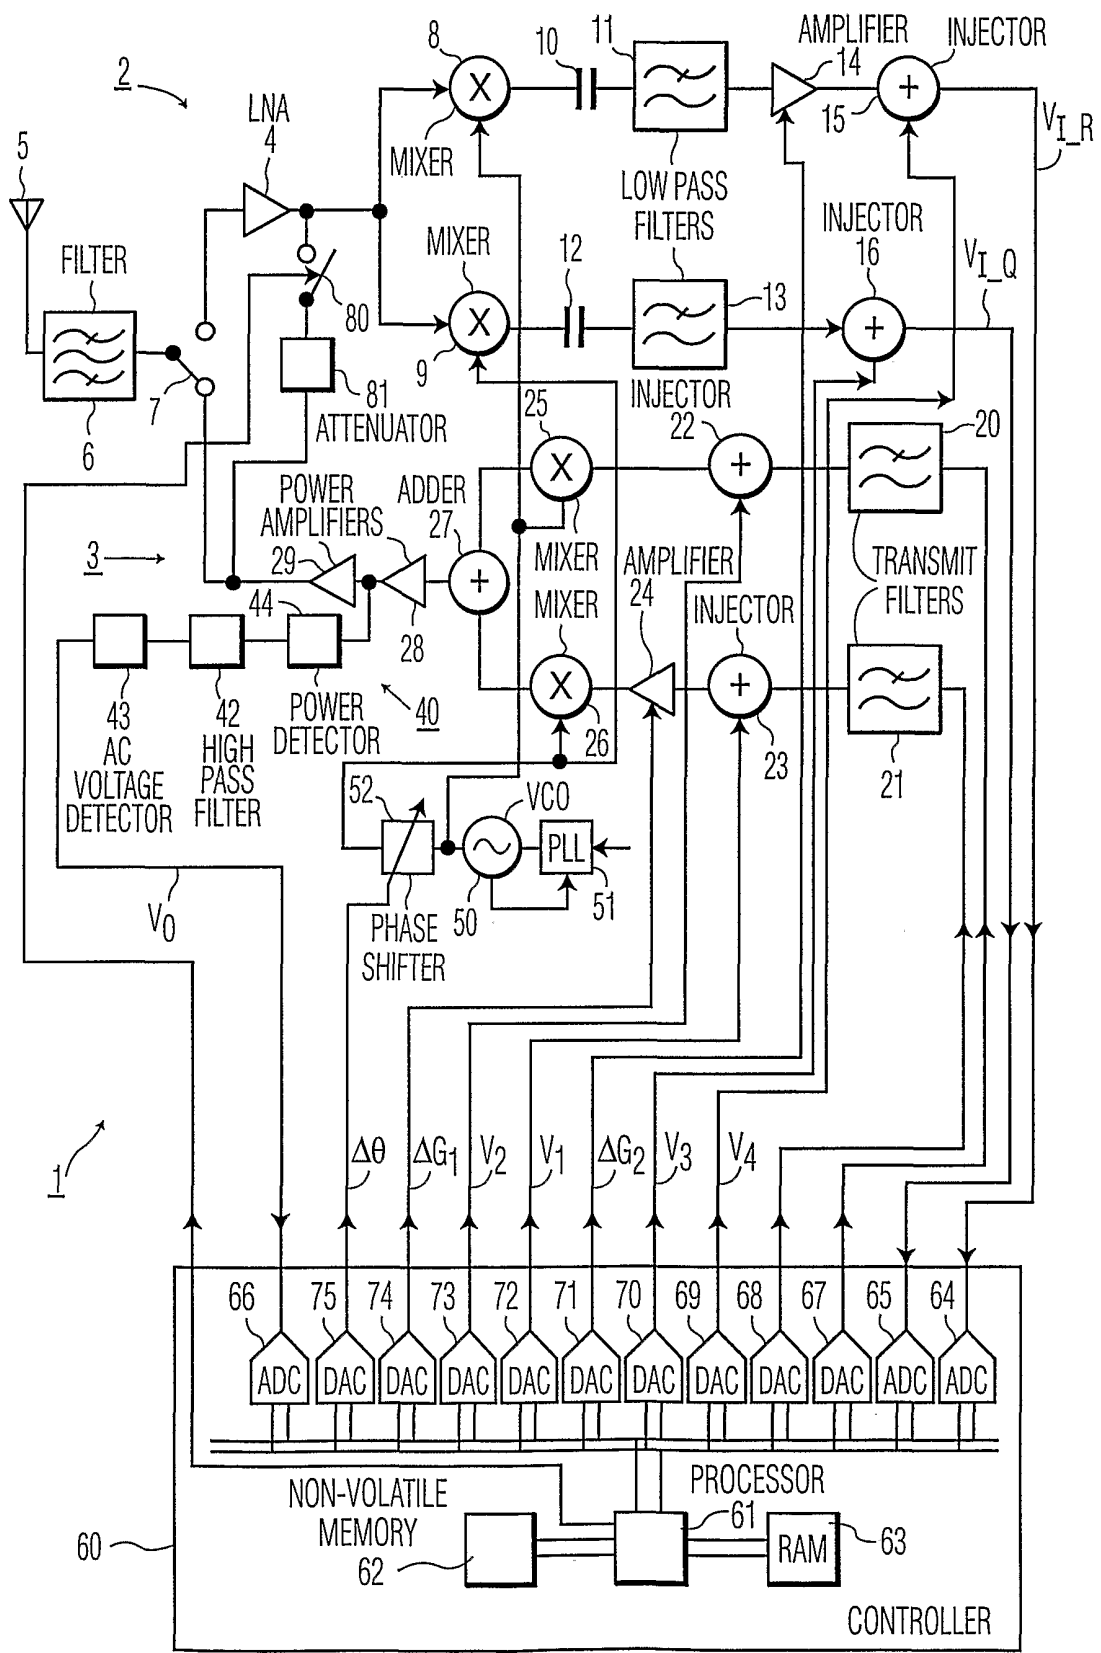 AMPLIFIER
INJECTOR
8
10
11
14
2
15
LNA
4
MIXER
V_I_R
5
LOW PASS
FILTERS
INJECTOR
16
MIXER
12
V_I_Q
FILTER
80
13
9
7
81
INJECTOR
22
25
20
ATTENUATOR
6
POWER
AMPLIFIERS
ADDER
27
3
29
MIXER
AMPLIFIER
24
TRANSMIT
FILTERS
44
MIXER
INJECTOR
28
43
42
POWER
DETECTOR
40
26
23
21
AC
VOLTAGE
DETECTOR
HIGH
PASS
FILTER
52
VCO
PLL
V0
50
51
PHASE
SHIFTER
1
Δθ
ΔG1
V2
V1
ΔG2
V3
V4
66
75
74
73
72
71
70
69
68
67
65
64
ADC
DAC
DAC
DAC
DAC
DAC
DAC
DAC
DAC
DAC
ADC
ADC
NON-VOLATILE
MEMORY
PROCESSOR
61
60
62
RAM
63
CONTROLLER